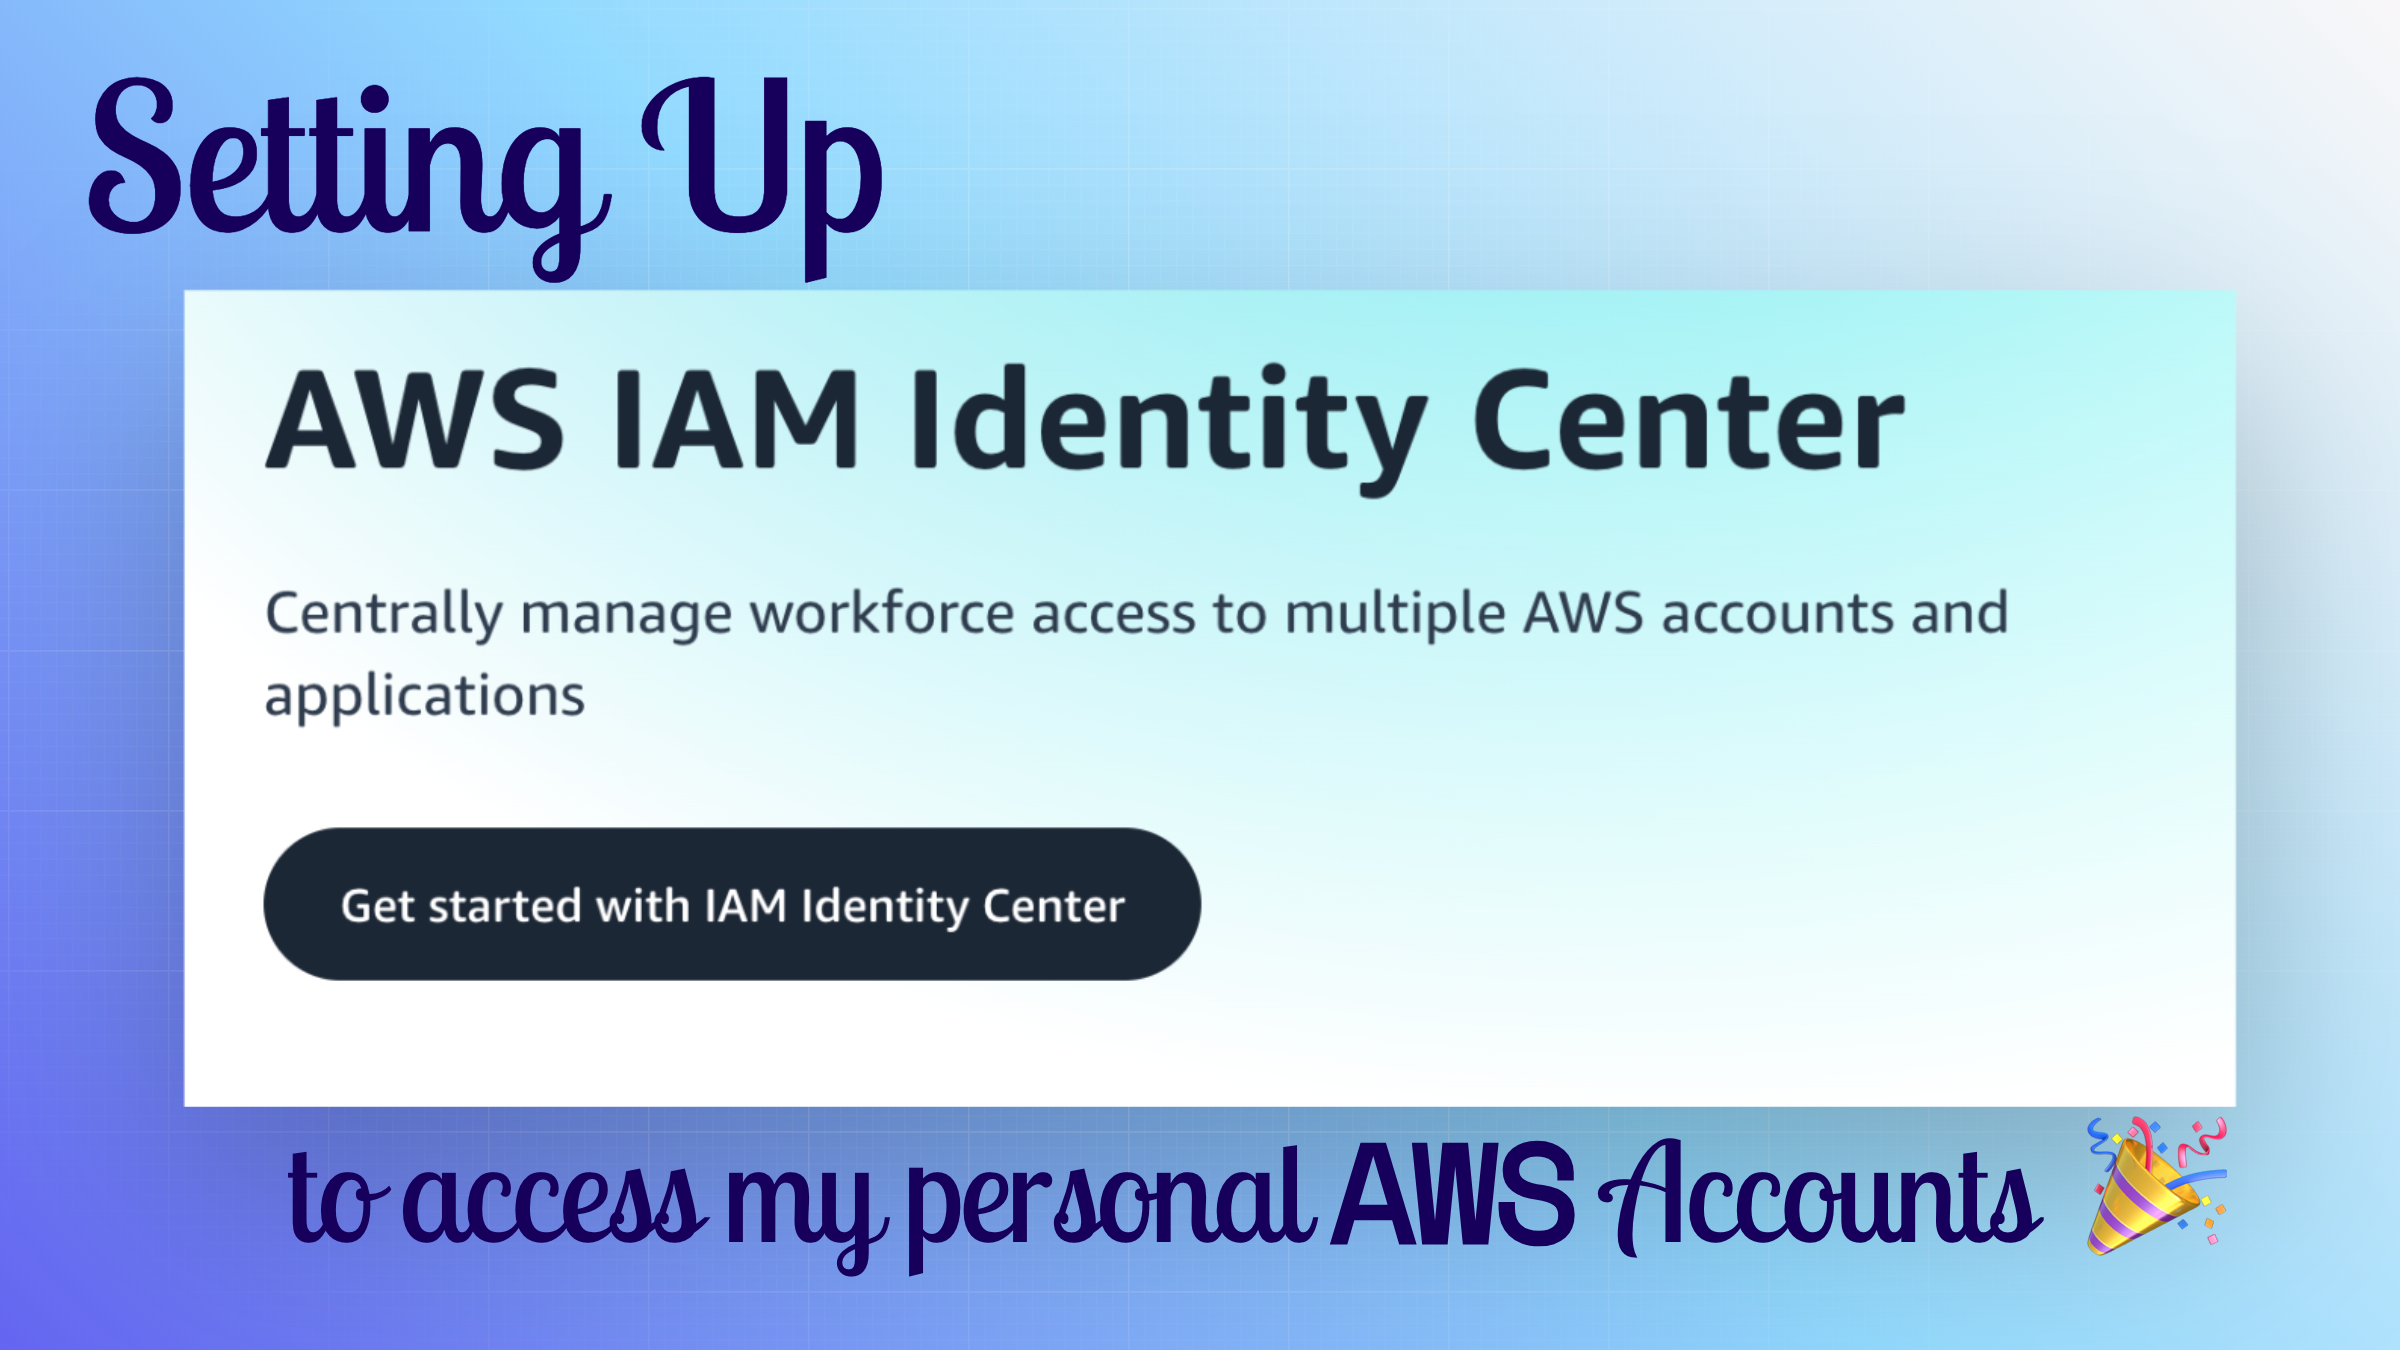 Setting Up
AWS IAM Identity Center
Centrally manage workforce access to multiple AWS accounts and
applications
Get started with IAM Identity Center
to access my personal AWS Accounts 🎉